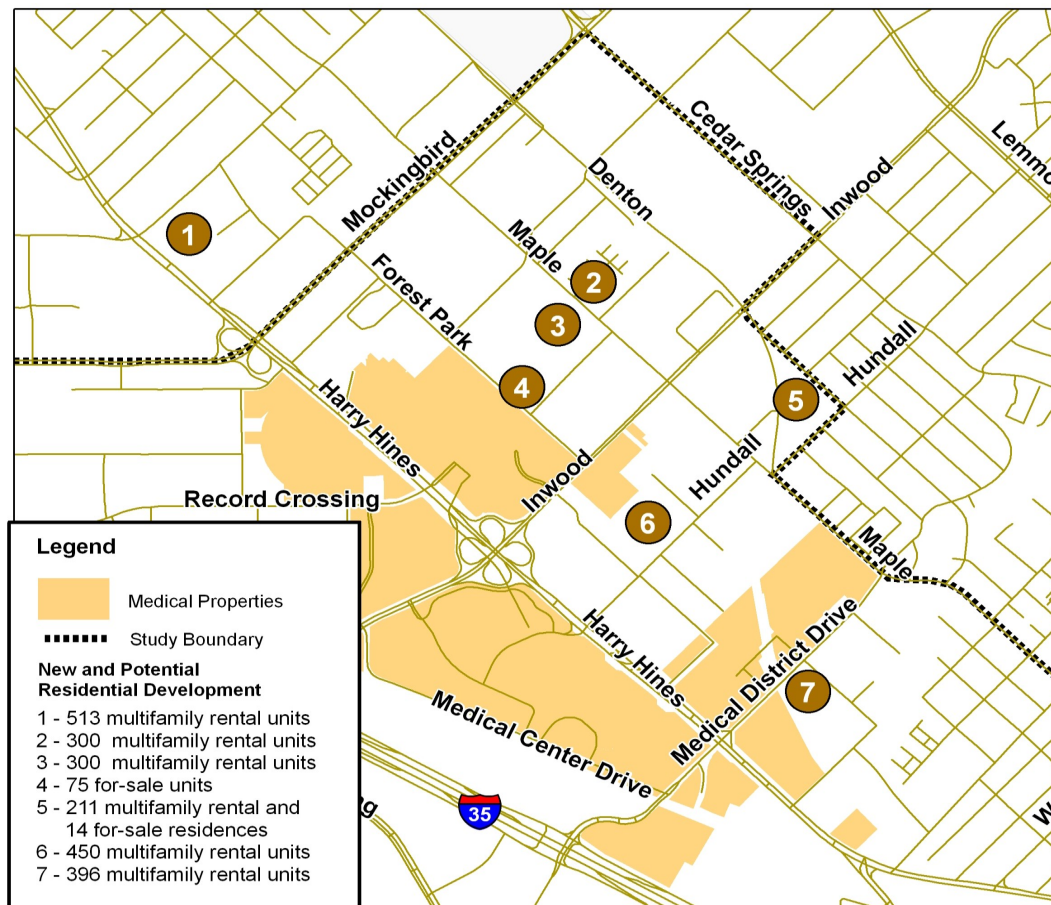 Cedar Springs
Lemmo
Mockingbird
Denton
Inwood
1
Maple
2
Forest Park
3
Hundall
4
5
Harry Hines
Inwood
Hundall
Record Crossing
6
Maple
Harry Hines
Medical District Drive
7
Medical Center Drive
W
35
g
Legend
Medical Properties
Study Boundary
New and Potential
Residential Development
1 - 513 multifamily rental units
2 - 300 multifamily rental units
3 - 300 multifamily rental units
4 - 75 for-sale units
5 - 211 multifamily rental and
14 for-sale residences
6 - 450 multifamily rental units
7 - 396 multifamily rental units